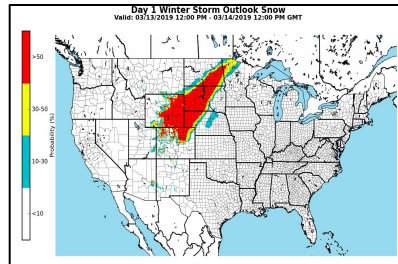 Day 1 Winter Storm Outlook Snow
Valid: 03/13/2019 12:00 PM - 03/14/2019 12:00 PM GMT
>50
30-50
10-30
<10
Probability (%)